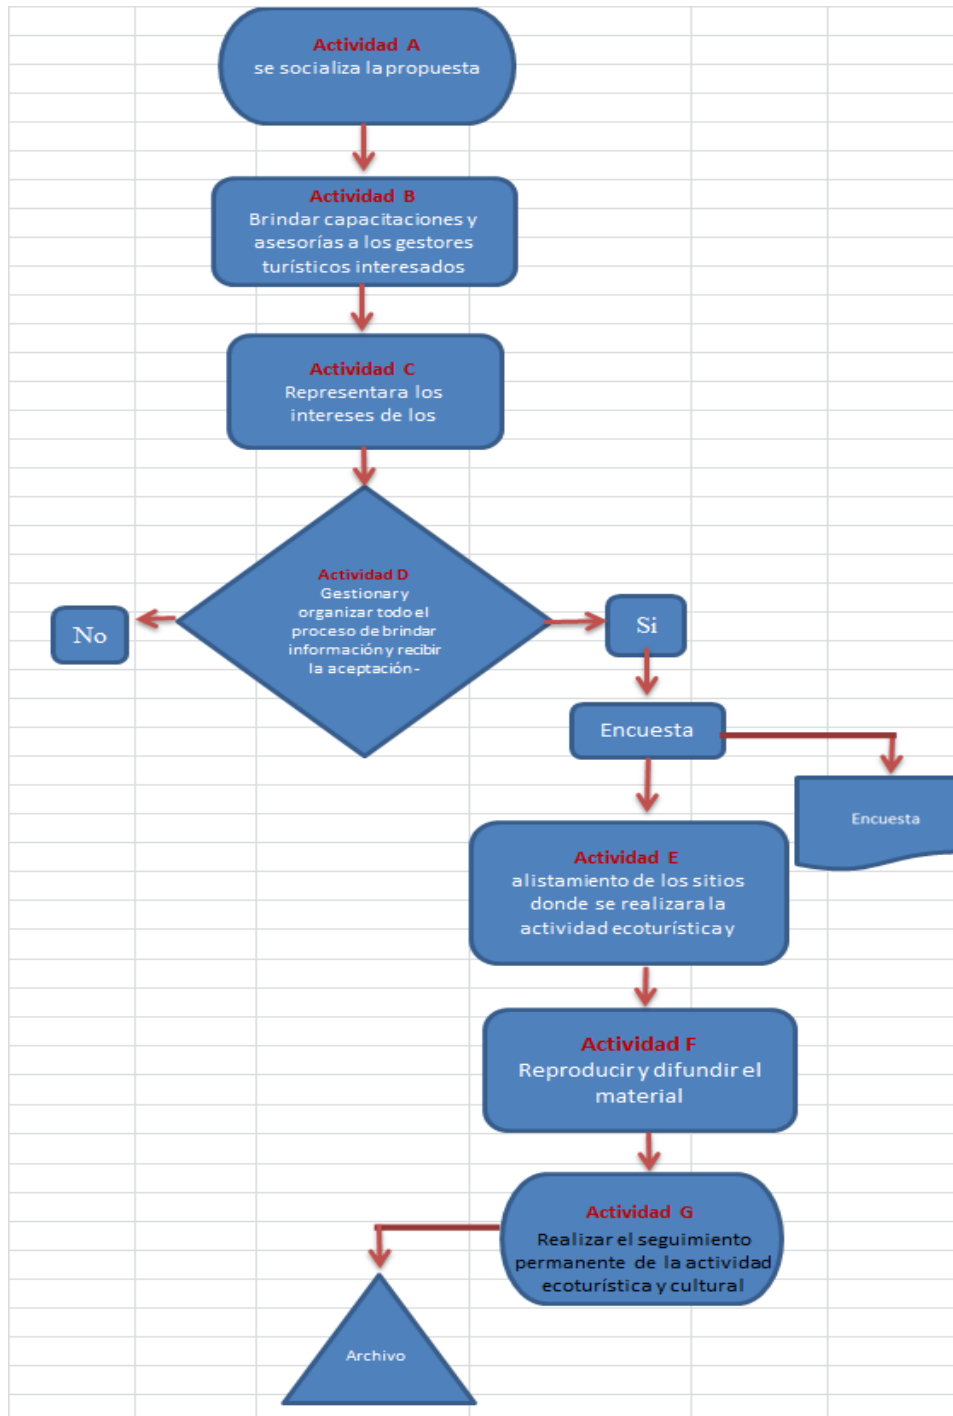 Actividad A
se socializa la propuesta
Actividad B
Brindar capacitaciones y
asesorías a los gestores
turísticos interesados
Actividad C
Representara los
intereses de los
Actividad D
Gestionar y
organizar todo el
proceso de brindar
información y recibir
la aceptación -
No
Si
Encuesta
Encuesta
Actividad E
alistamiento de los sitios
donde se realizara la
actividad ecoturística y
Actividad F
Reproducir y difundir el
material
Actividad G
Realizar el seguimiento
permanente de la actividad
ecoturística y cultural
Archivo